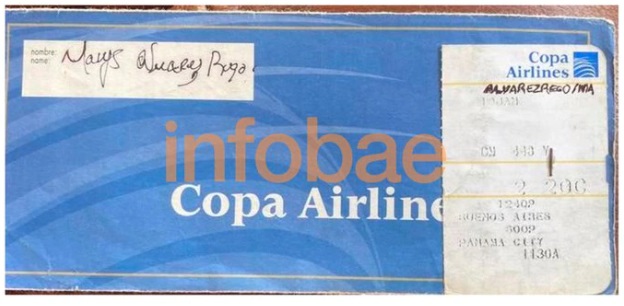 nombre:
name:
Mavys Alvarez Rego
infobae
Copa Airline
Copa
Airlines
ALVAREZREGO/MA
CM 443 Y
2 20C
1240P
BUENOS AIRES
500P
PANAMA CITY
1130A